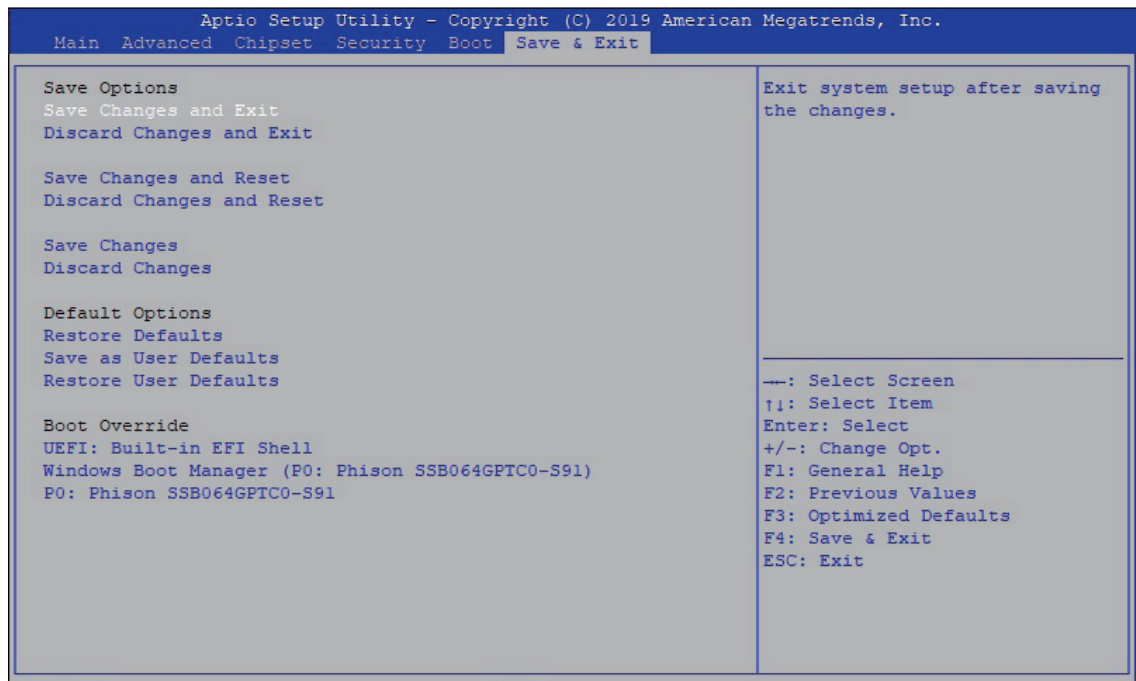 Aptio Setup Utility – Copyright (C) 2019 American Megatrends, Inc.
Main Advanced Chipset Security Boot Save & Exit
Save Options
Save Changes and Exit
Discard Changes and Exit
Save Changes and Reset
Discard Changes and Reset
Save Changes
Discard Changes
Default Options
Restore Defaults
Save as User Defaults
Restore User Defaults
Boot Override
UEFI: Built-in EFI Shell
Windows Boot Manager (P0: Phison SSB064GPTC0-S91)
P0: Phison SSB064GPTC0-S91
Exit system setup after saving
the changes.
→←: Select Screen
↑↓: Select Item
Enter: Select
+/-: Change Opt.
F1: General Help
F2: Previous Values
F3: Optimized Defaults
F4: Save & Exit
ESC: Exit